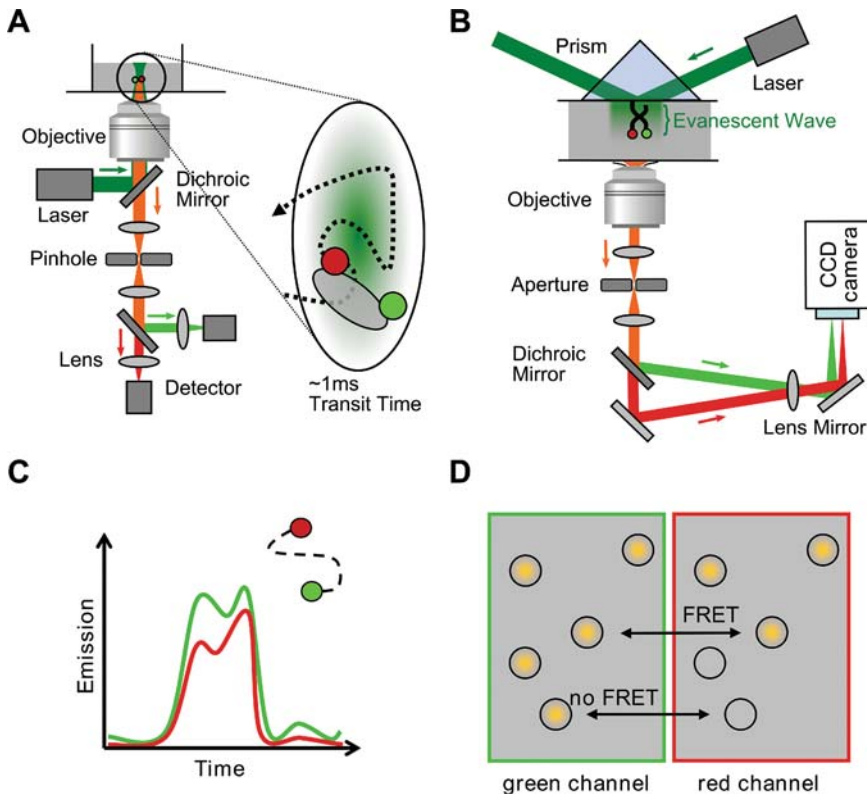 A
Objective
Laser
Dichroic
Mirror
Pinhole
Lens
Detector
~1ms
Transit Time
B
Prism
Laser
Evanescent Wave
Objective
Aperture
Dichroic
Mirror
CCD
camera
Lens Mirror
C
Emission
Time
D
FRET
no FRET
green channel
red channel